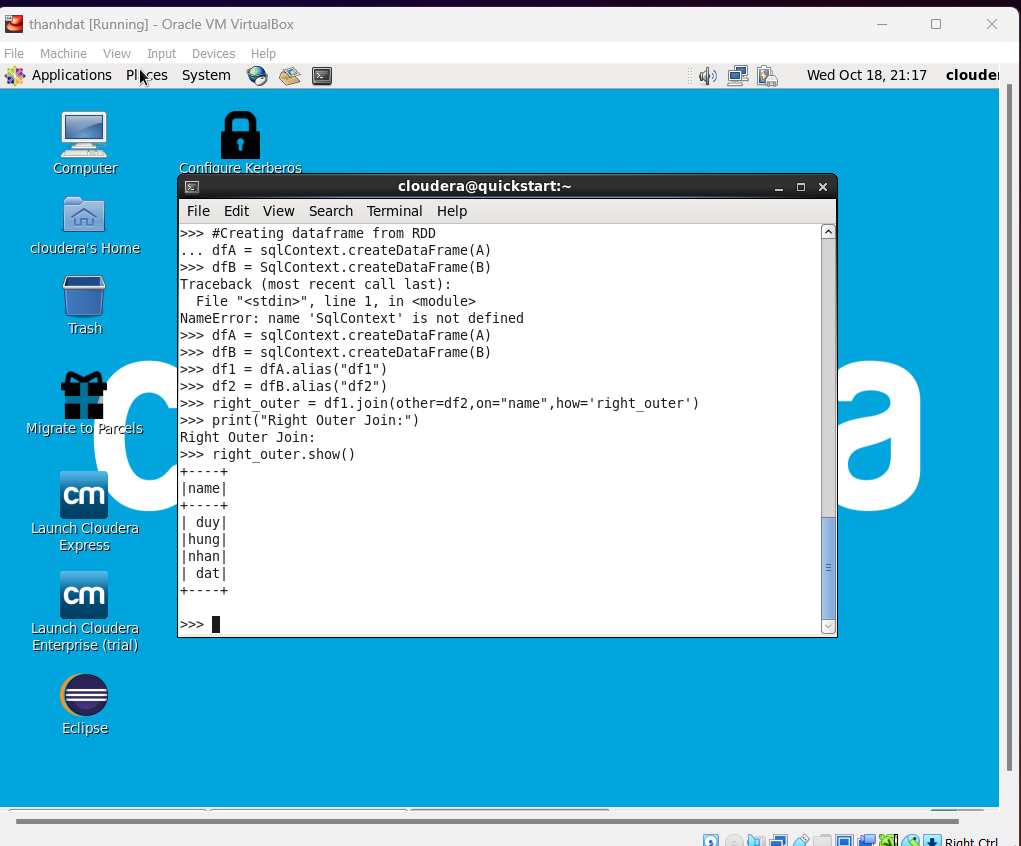 thanhdat [Running] - Oracle VM VirtualBox
File Machine View Input Devices Help
Applications Places System Wed Oct 18, 21:17 clouder
Computer
Configure Kerberos
cloudera's Home
Trash
Migrate to Parcels
cm
Launch Cloudera
Express
cm
Launch Cloudera
Enterprise (trial)
Eclipse
c
a
cloudera@quickstart:~
File Edit View Search Terminal Help
>>> #Creating dataframe from RDD
... dfA = sqlContext.createDataFrame(A)
>>> dfB = SqlContext.createDataFrame(B)
Traceback (most recent call last):
  File "<stdin>", line 1, in <module>
NameError: name 'SqlContext' is not defined
>>> dfA = sqlContext.createDataFrame(A)
>>> dfB = sqlContext.createDataFrame(B)
>>> df1 = dfA.alias("df1")
>>> df2 = dfB.alias("df2")
>>> right_outer = df1.join(other=df2,on="name",how='right_outer')
>>> print("Right Outer Join:")
Right Outer Join:
>>> right_outer.show()
+----+
|name|
+----+
| duy|
|hung|
|nhan|
| dat|
+----+
>>>
Right Ctrl